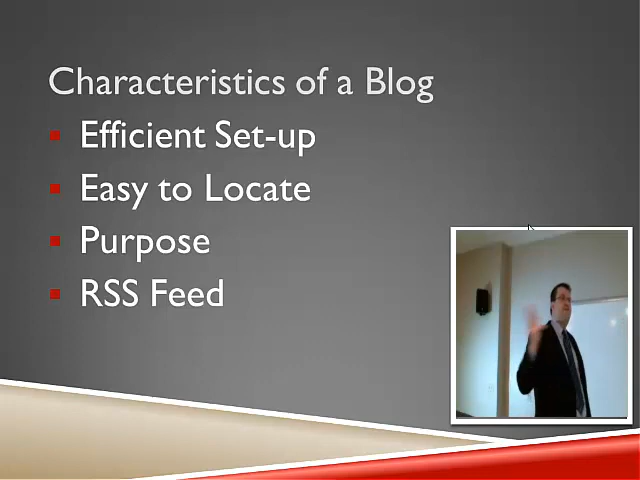 Characteristics of a Blog
Efficient Set-up
Easy to Locate
Purpose
RSS Feed